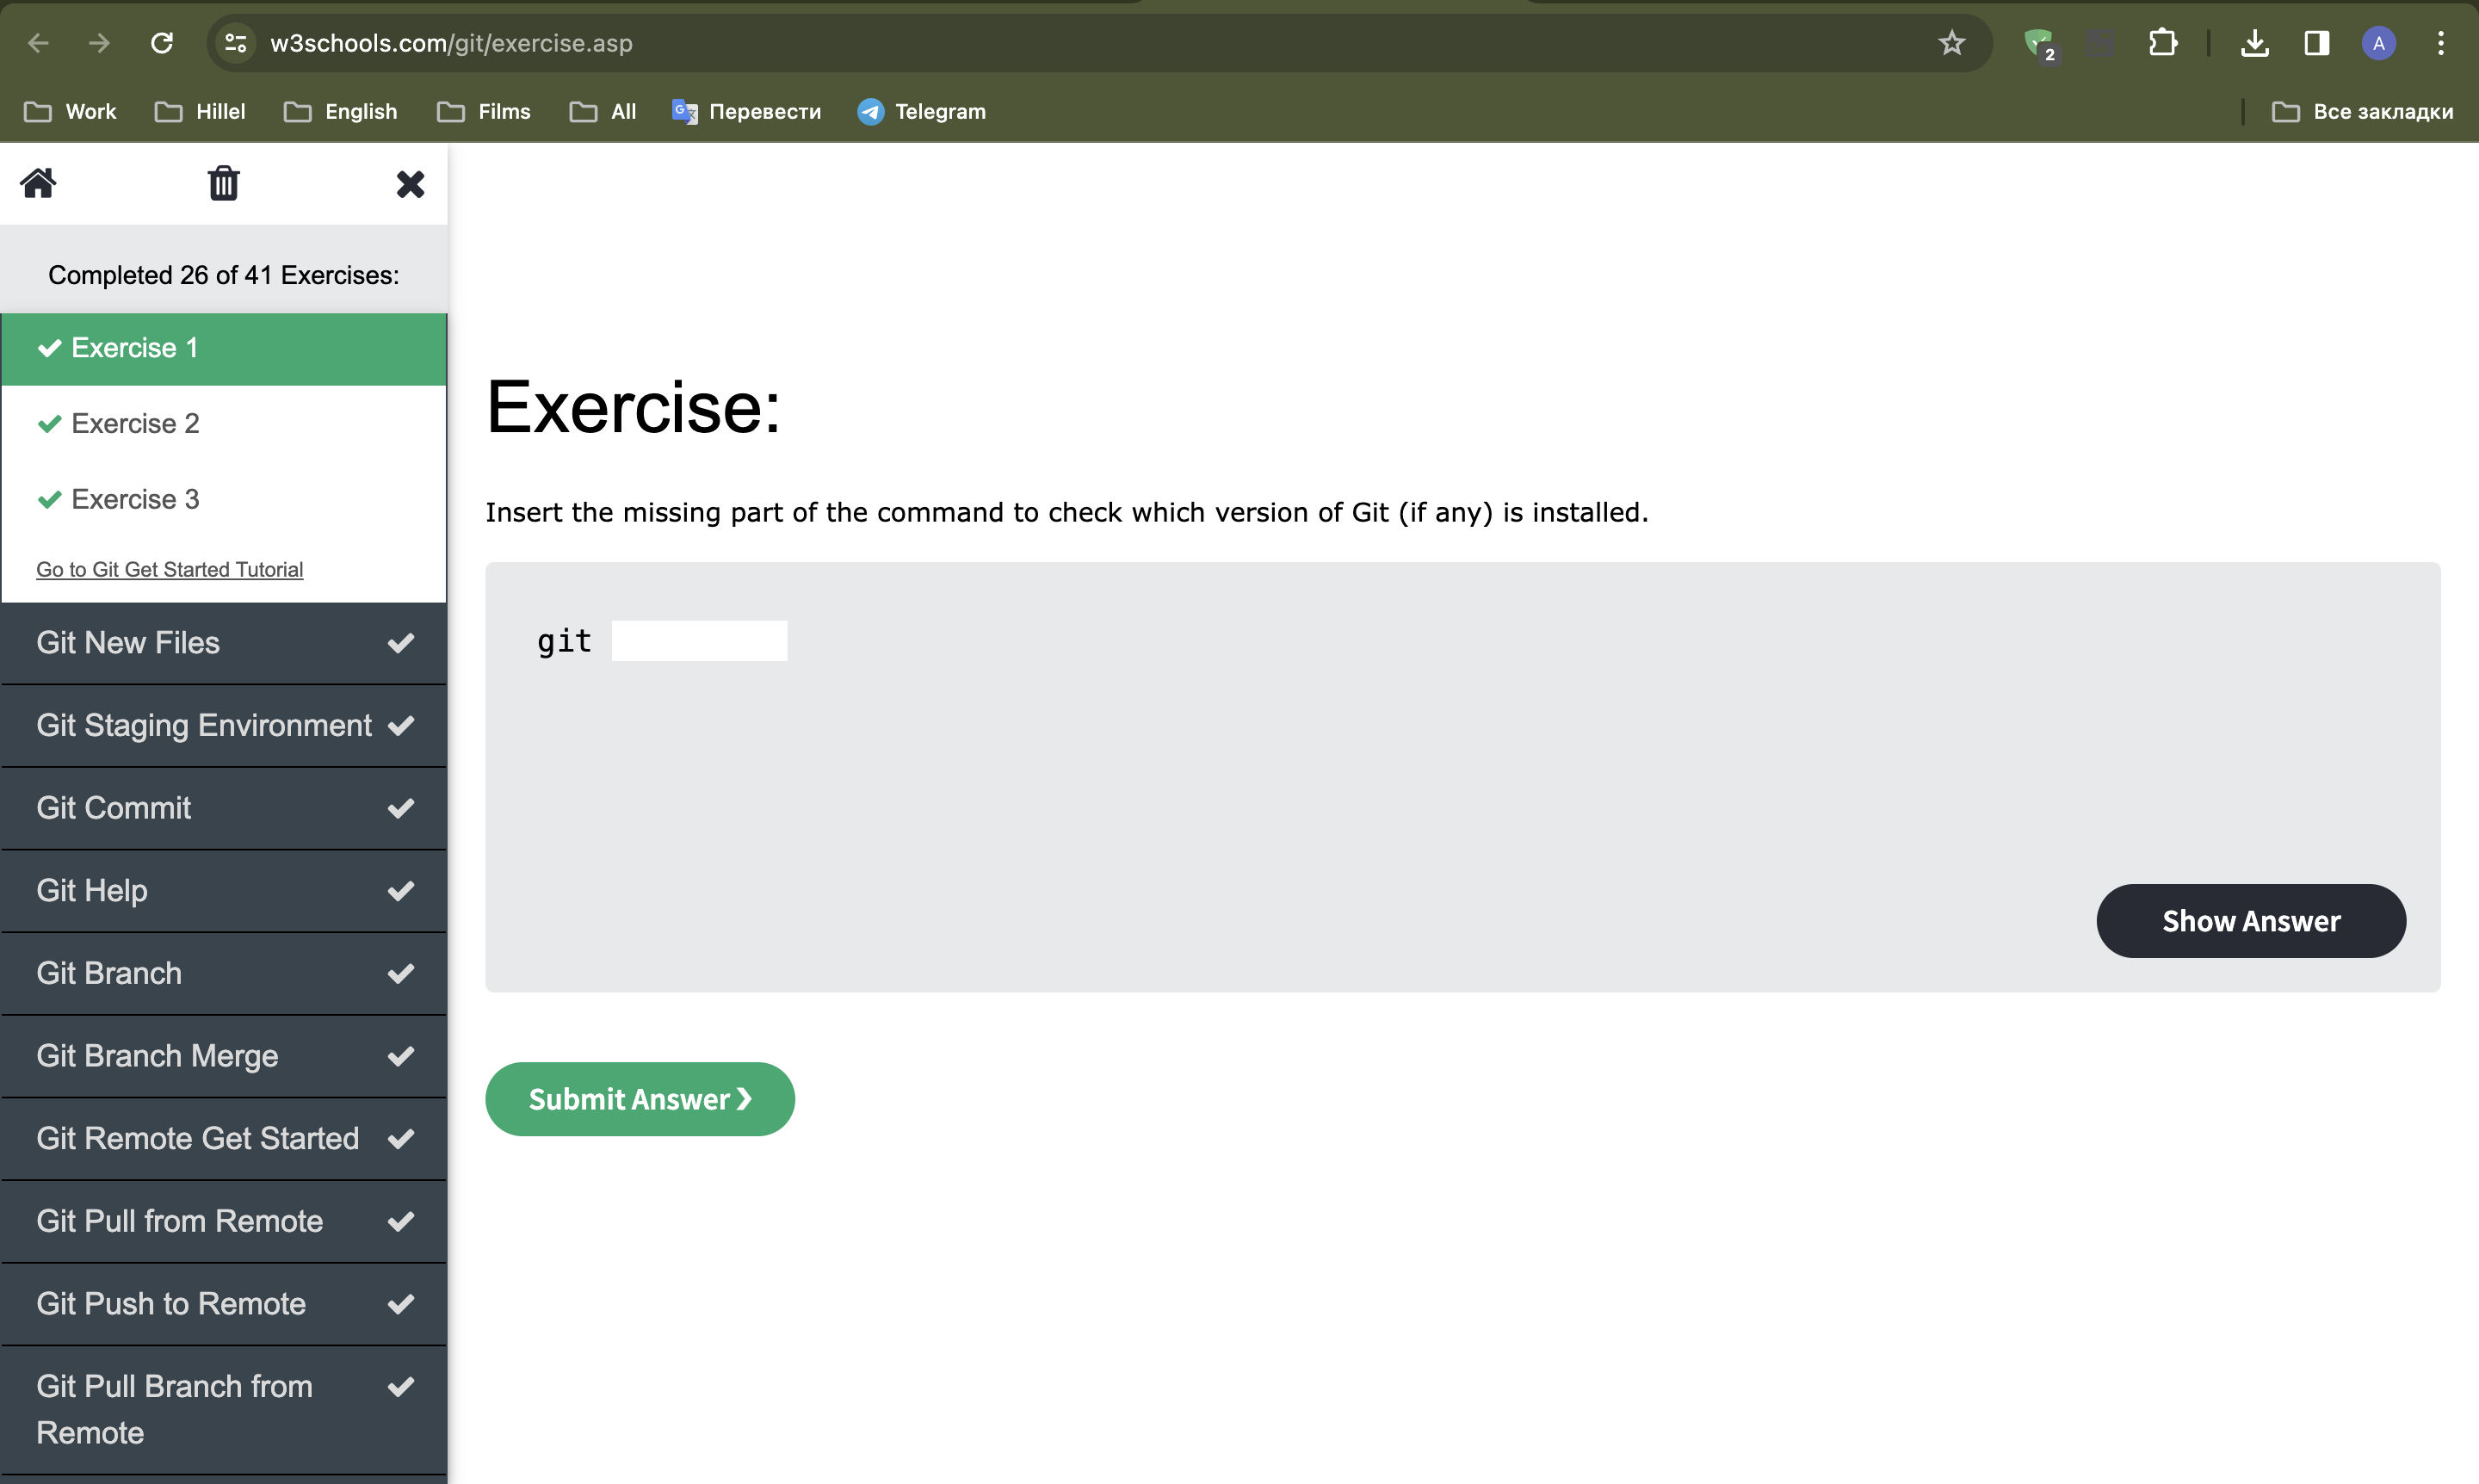 w3schools.com/git/exercise.asp
2
A
Work
Hillel
English
Films
All
Перевести
Telegram
Все закладки
Completed 26 of 41 Exercises:
Exercise 1
Exercise 2
Exercise 3
Go to Git Get Started Tutorial
Git New Files
Git Staging Environment
Git Commit
Git Help
Git Branch
Git Branch Merge
Git Remote Get Started
Git Pull from Remote
Git Push to Remote
Git Pull Branch from
Remote
Exercise:
Insert the missing part of the command to check which version of Git (if any) is installed.
git
Show Answer
Submit Answer ❯